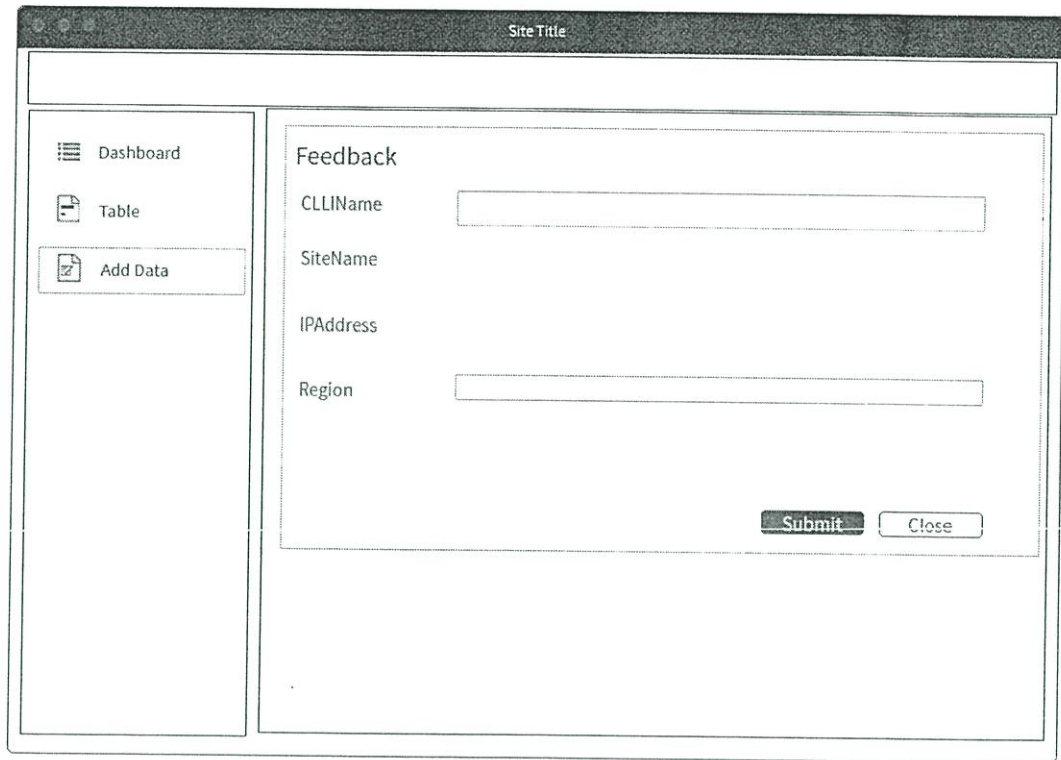 Site Title
Dashboard
Table
Add Data
Feedback
CLLIName
SiteName
IPAddress
Region
Submit
Close